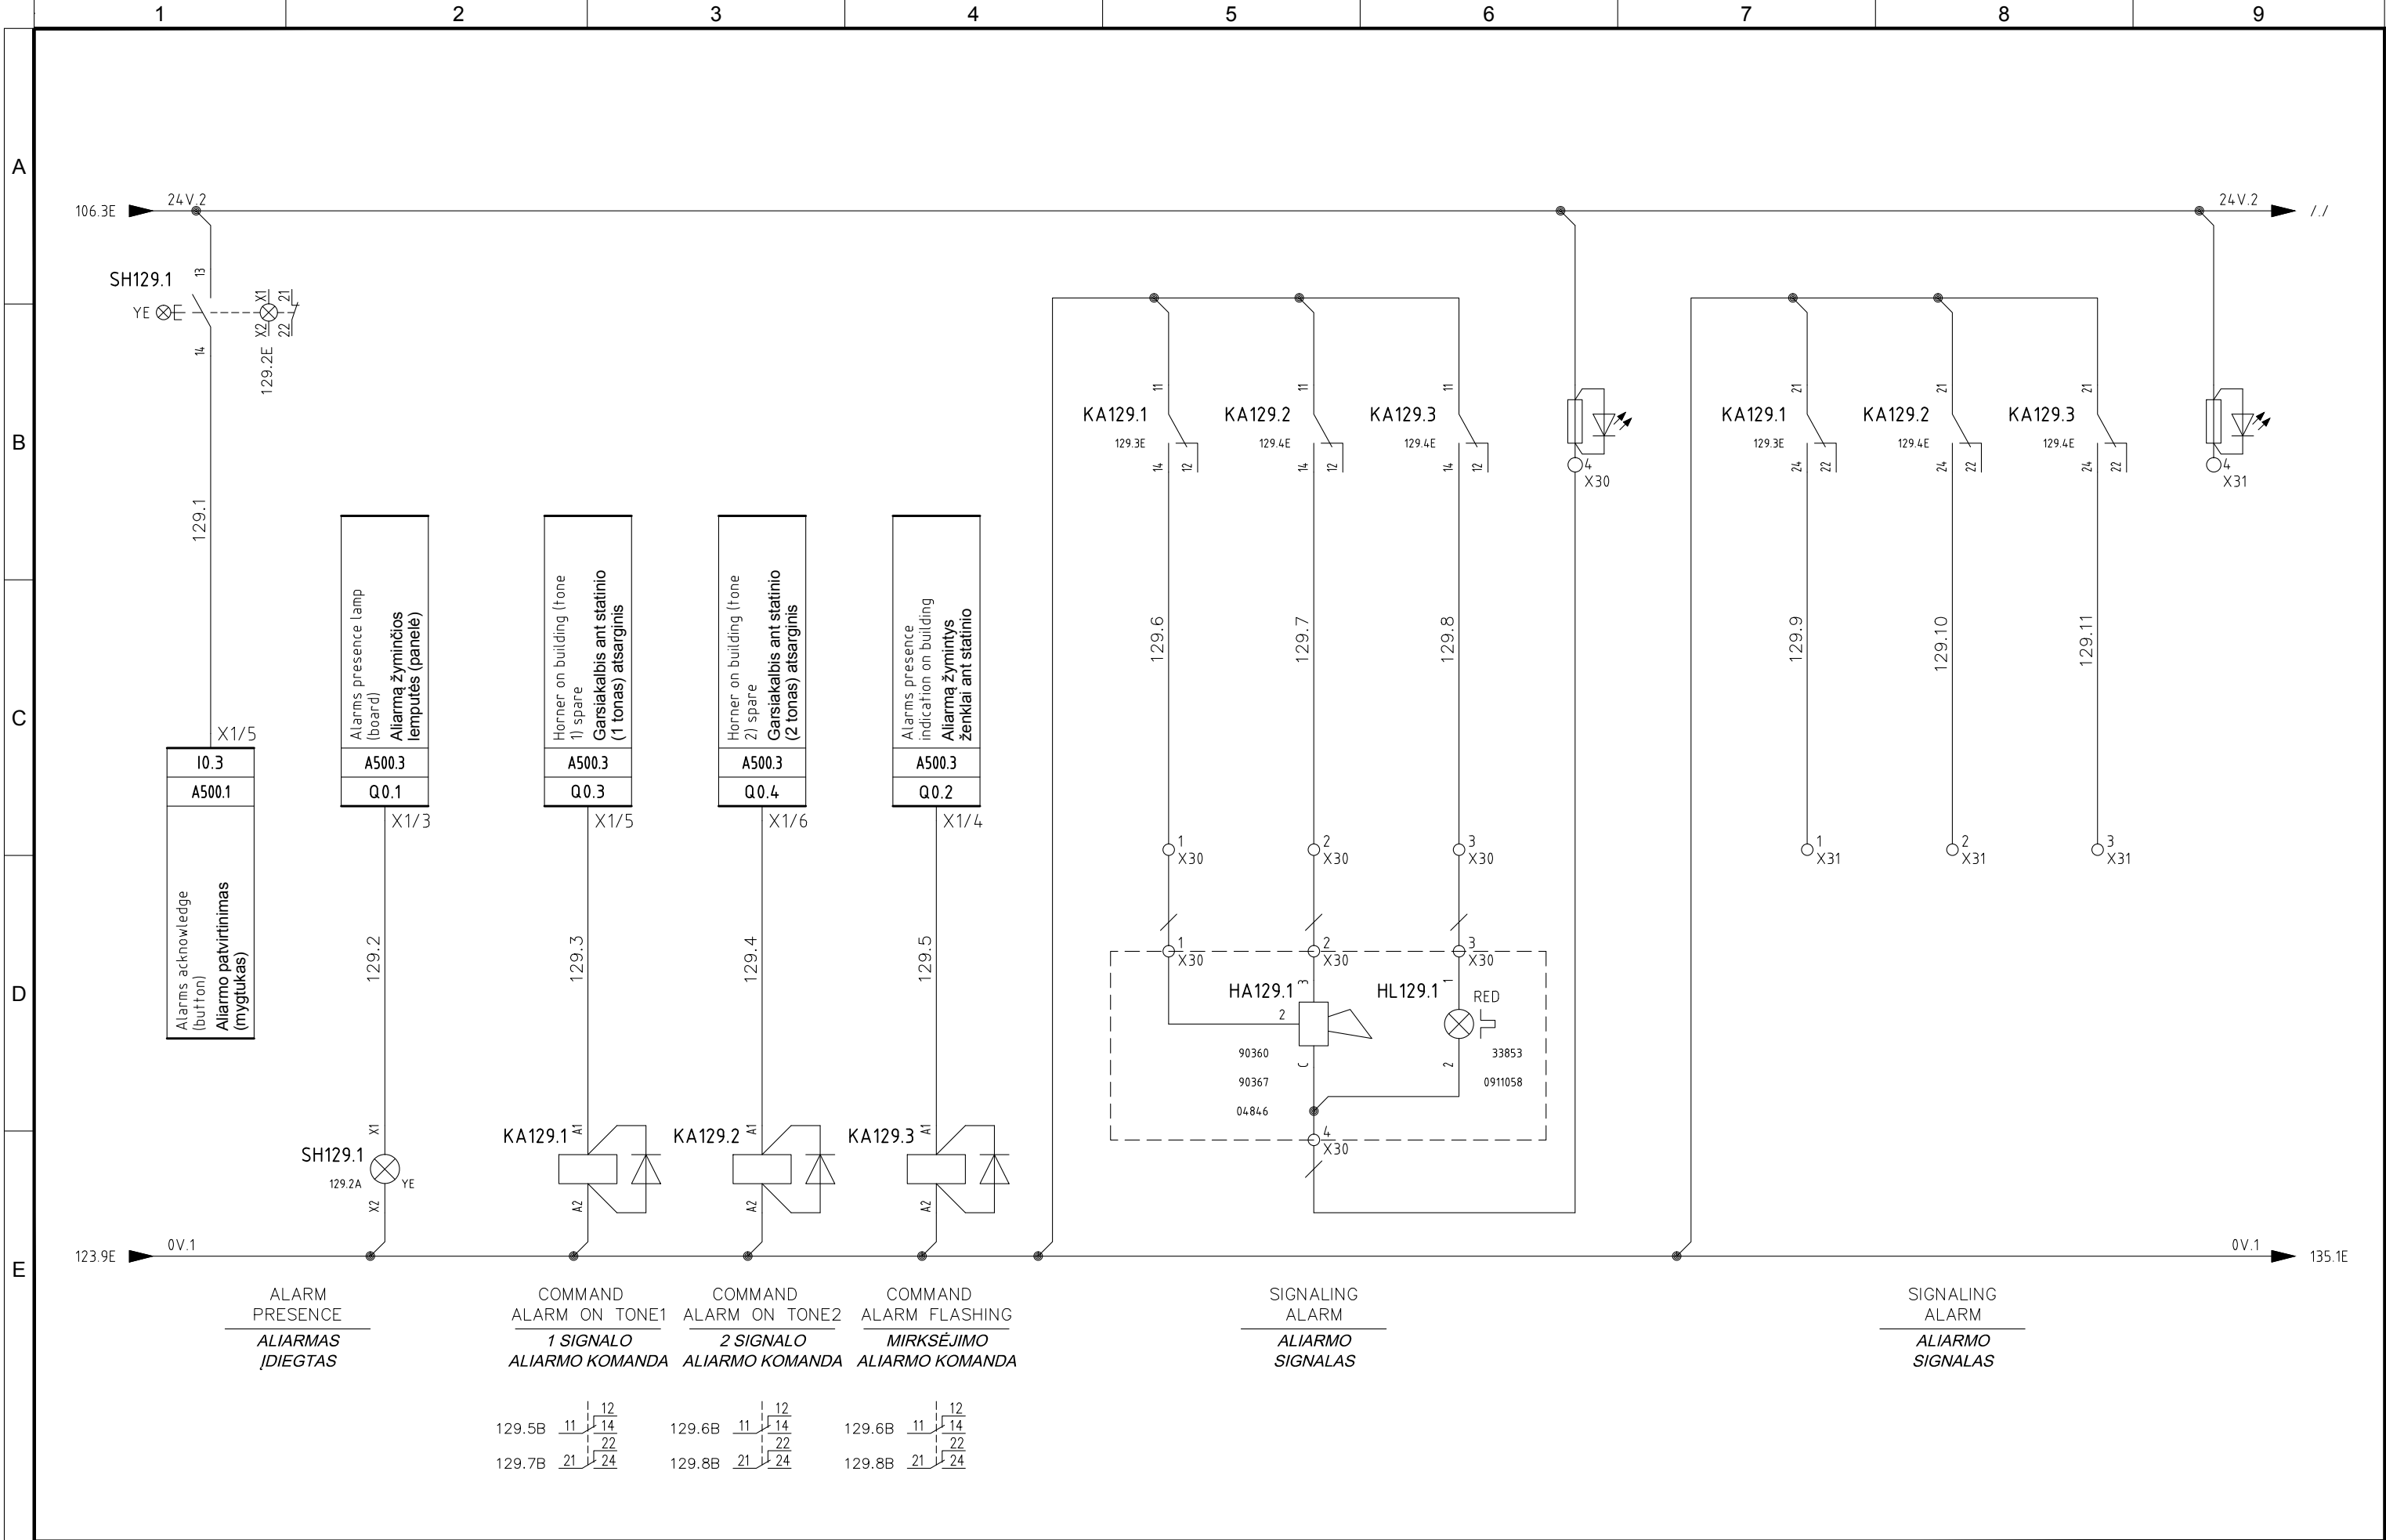 1 2 3 4 5 6 7 8 9
A
B
C
D
E
106.3E 24V.2 24V.2 /./
SH129.1
13
YE
14
X1
X2
21
22
129.2E
129.1
X1/5
I0.3
A500.1
Alarms acknowledge
(button)
Aliarmo patvirtinimas
(mygtukas)
Alarms presence lamp
(board)
Aliarmą žyminčios
lemputės (panelė)
A500.3
Q0.1
X1/3
129.2
X1
SH129.1
129.2A
YE
X2
Horner on building (tone
1) spare
Garsiakalbis ant statinio
(1 tonas) atsarginis
A500.3
Q0.3
X1/5
129.3
KA129.1
A1
A2
Horner on building (tone
2) spare
Garsiakalbis ant statinio
(2 tonas) atsarginis
A500.3
Q0.4
X1/6
129.4
KA129.2
A1
A2
Alarms presence
indication on building
Aliarmą žymintys
ženklai ant statinio
A500.3
Q0.2
X1/4
129.5
KA129.3
A1
A2
11
KA129.1
129.3E
14
12
129.6
1
X30
1
X30
11
KA129.2
129.4E
14
12
129.7
2
X30
2
X30
11
KA129.3
129.4E
14
12
129.8
3
X30
3
X30
4
X30
HA129.1
3
2
C
90360
90367
04846
HL129.1
1
RED
2
33853
0911058
4
X30
21
KA129.1
129.3E
24
22
129.9
1
X31
21
KA129.2
129.4E
24
22
129.10
2
X31
21
KA129.3
129.4E
24
22
129.11
3
X31
4
X31
123.9E 0V.1 0V.1 135.1E
ALARM
PRESENCE
ALIARMAS
ĮDIEGTAS
COMMAND
ALARM ON TONE1
1 SIGNALO
ALIARMO KOMANDA
COMMAND
ALARM ON TONE2
2 SIGNALO
ALIARMO KOMANDA
COMMAND
ALARM FLASHING
MIRKSĖJIMO
ALIARMO KOMANDA
SIGNALING
ALARM
ALIARMO
SIGNALAS
SIGNALING
ALARM
ALIARMO
SIGNALAS
12
129.5B 11 14
22
129.7B 21 24
12
129.6B 11 14
22
129.8B 21 24
12
129.6B 11 14
22
129.8B 21 24